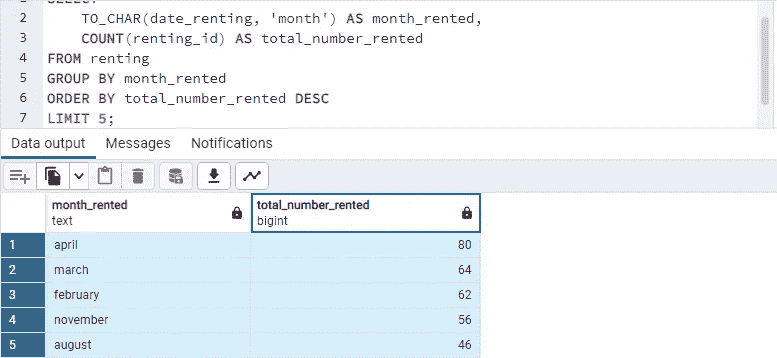 1 SELECT
2 TO_CHAR(date_renting, 'month') AS month_rented,
3 COUNT(renting_id) AS total_number_rented
4 FROM renting
5 GROUP BY month_rented
6 ORDER BY total_number_rented DESC
7 LIMIT 5;
Data output Messages Notifications
month_rented total_number_rented
text bigint
1 april 80
2 march 64
3 february 62
4 november 56
5 august 46